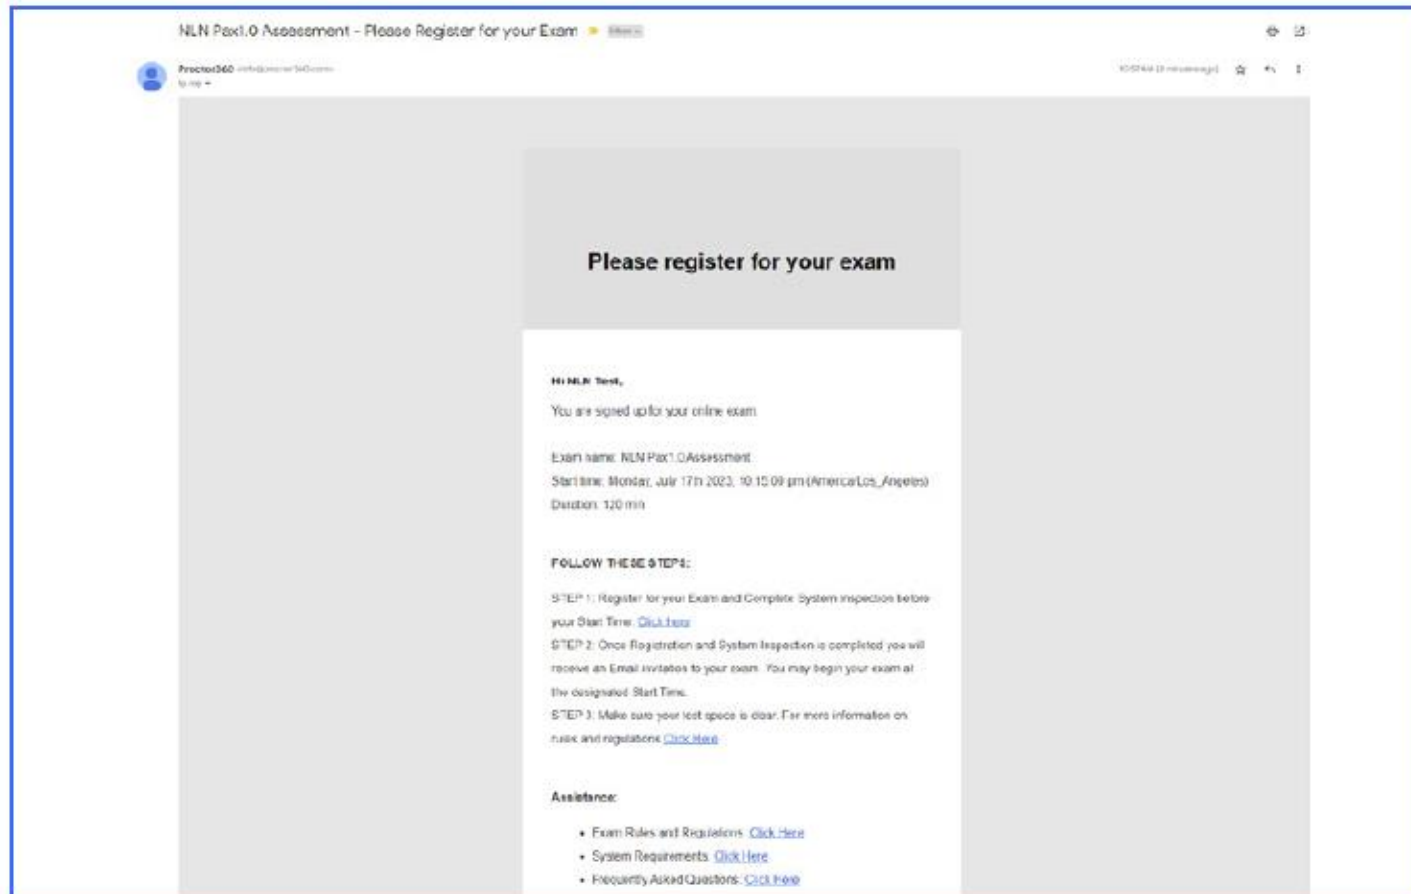 NLN Pax1.0 Assessment - Please Register for your Exam
Proctor360
to me
Please register for your exam
Hi NLN Test,
You are signed up for your online exam
Exam name: NLN Pax1.0 Assessment
Start time: Monday, July 17th 2023, 10:15:00 pm (America/Los_Angeles)
Duration: 120 min
FOLLOW THESE STEPS:
STEP 1: Register for your Exam and Complete System Inspection before
your Start Time. Click here
STEP 2: Once Registration and System Inspection is completed you will
receive an Email invitation to your exam. You may begin your exam at
the designated Start Time.
STEP 3: Make sure your test space is clear. For more information on
rules and regulations Click Here
Assistance:
• Exam Rules and Regulations: Click Here
• System Requirements: Click Here
• Frequently Asked Questions: Click Here